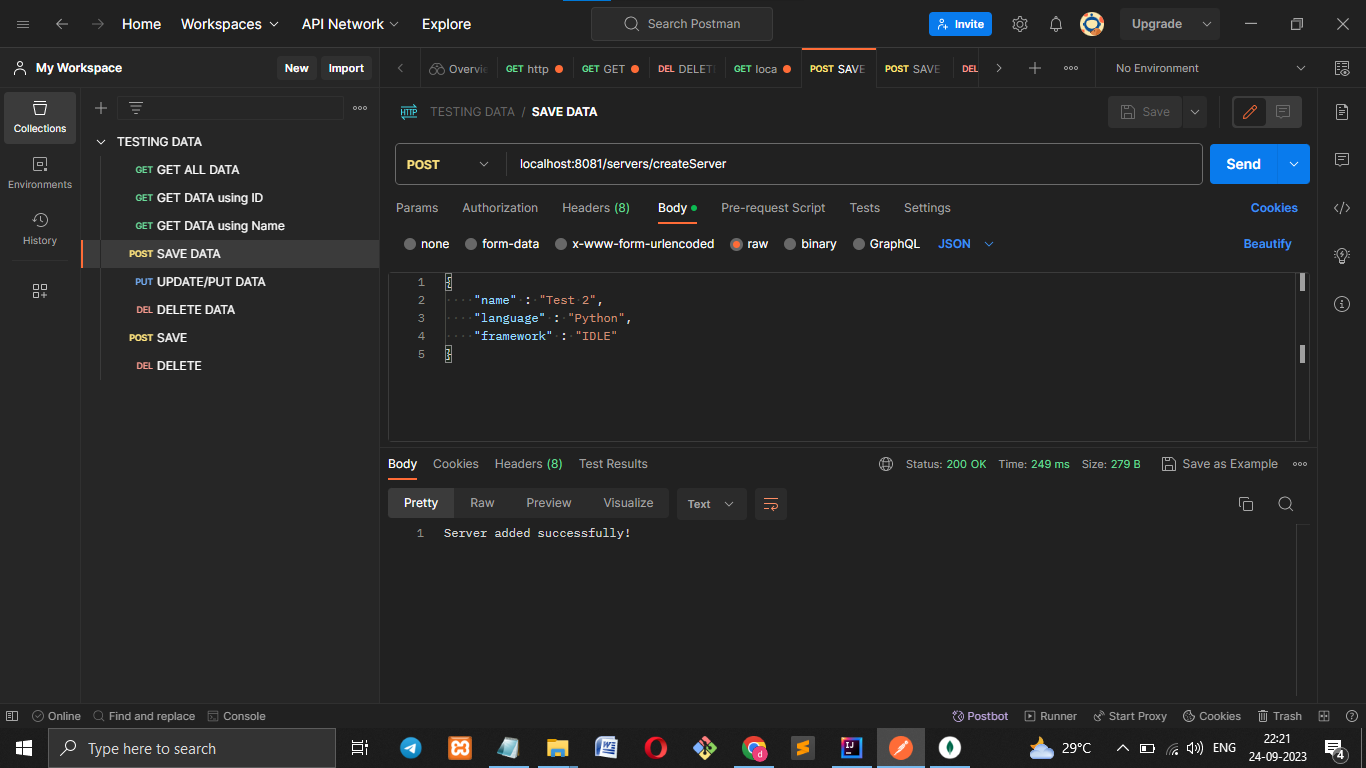 Home Workspaces API Network Explore Search Postman Invite Upgrade
My Workspace New Import
Overvie GET http GET GET DEL DELET GET loca POST SAVE POST SAVE DEL No Environment
Collections
Environments
History
TESTING DATA
GET GET ALL DATA
GET GET DATA using ID
GET GET DATA using Name
POST SAVE DATA
PUT UPDATE/PUT DATA
DEL DELETE DATA
POST SAVE
DEL DELETE
HTTP TESTING DATA / SAVE DATA Save
POST localhost:8081/servers/createServer Send
Params Authorization Headers (8) Body Pre-request Script Tests Settings Cookies
none form-data x-www-form-urlencoded raw binary GraphQL JSON Beautify
1 {
2 "name" : "Test 2",
3 "language" : "Python",
4 "framework" : "IDLE"
5 }
Body Cookies Headers (8) Test Results Status: 200 OK Time: 249 ms Size: 279 B Save as Example
Pretty Raw Preview Visualize Text
1 Server added successfully!
Online Find and replace Console Postbot Runner Start Proxy Cookies Trash
Type here to search 29°C ENG 22:21
24-09-2023 4